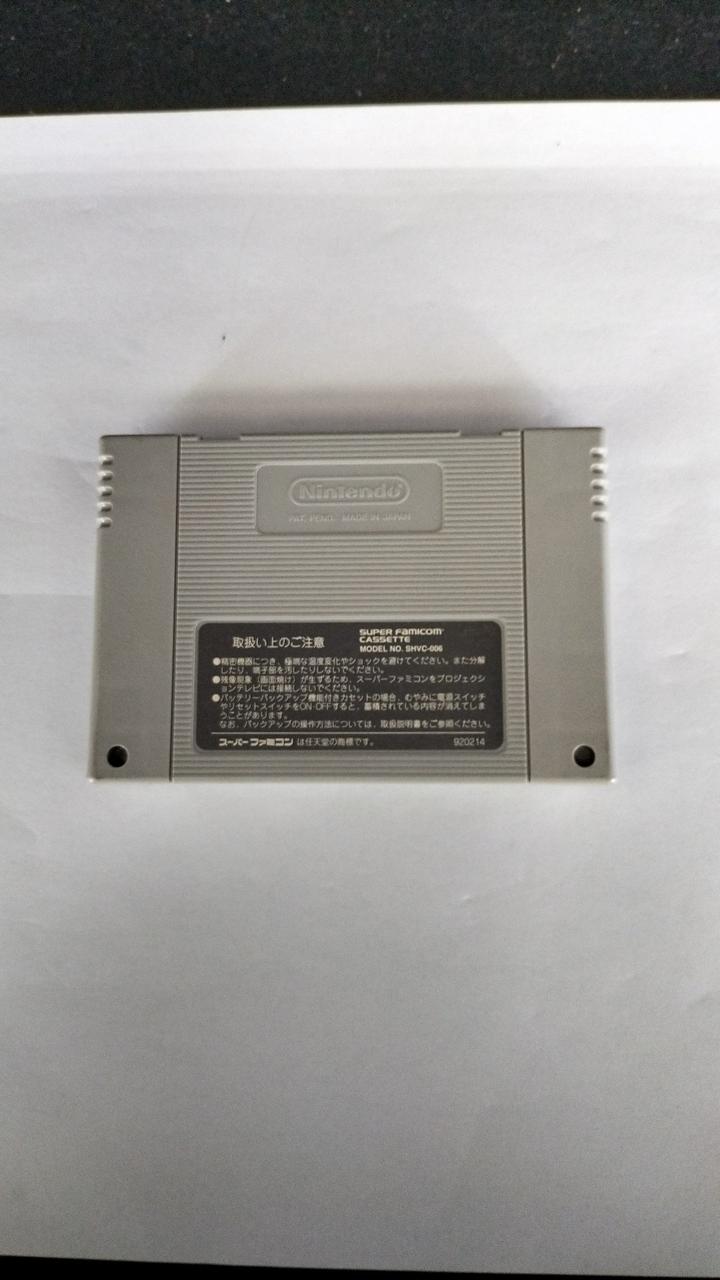 Nintendo
PAT. PEND. MADE IN JAPAN
取扱い上のご注意
SUPER FAMICOM
CASSETTE
MODEL NO. SHVC-006
●精密機器につき、極端な温度変化やショックを避けてください。また分解
したり、端子部を汚したりしないでください。
●残像現象（画面焼け）が生ずるため、スーパーファミコンをプロジェクシ
ョンテレビには接続しないでください。
●バッテリーバックアップ機能付きカセットの場合、むやみに電源スイッチ
やリセットスイッチをON・OFFすると、蓄積されている内容が消えてしま
うことがあります。
なお、バックアップの操作方法については、取扱説明書をご参照ください。
スーパーファミコン は任天堂の商標です。
920214